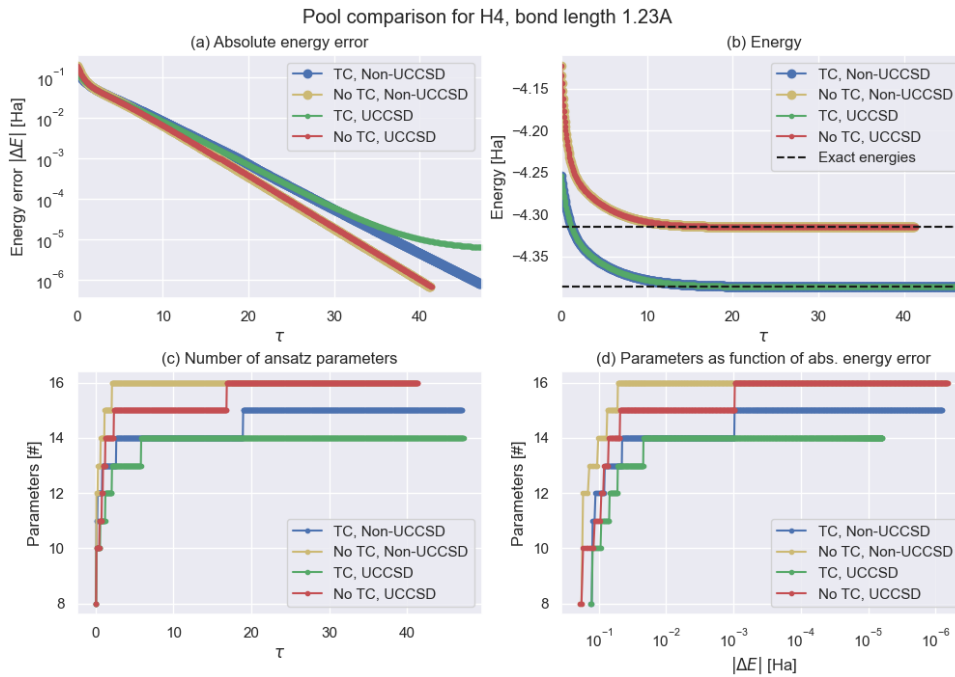 Pool comparison for H4, bond length 1.23A
(a) Absolute energy error
Energy error |ΔE| [Ha]
10⁻¹
10⁻²
10⁻³
10⁻⁴
10⁻⁵
10⁻⁶
TC, Non-UCCSD
No TC, Non-UCCSD
TC, UCCSD
No TC, UCCSD
0 10 20 30 40
τ
(b) Energy
Energy [Ha]
−4.15
−4.20
−4.25
−4.30
−4.35
TC, Non-UCCSD
No TC, Non-UCCSD
TC, UCCSD
No TC, UCCSD
Exact energies
0 10 20 30 40
τ
(c) Number of ansatz parameters
Parameters [#]
16
14
12
10
8
TC, Non-UCCSD
No TC, Non-UCCSD
TC, UCCSD
No TC, UCCSD
0 10 20 30 40
τ
(d) Parameters as function of abs. energy error
Parameters [#]
16
14
12
10
8
TC, Non-UCCSD
No TC, Non-UCCSD
TC, UCCSD
No TC, UCCSD
10⁻¹ 10⁻² 10⁻³ 10⁻⁴ 10⁻⁵ 10⁻⁶
|ΔE| [Ha]